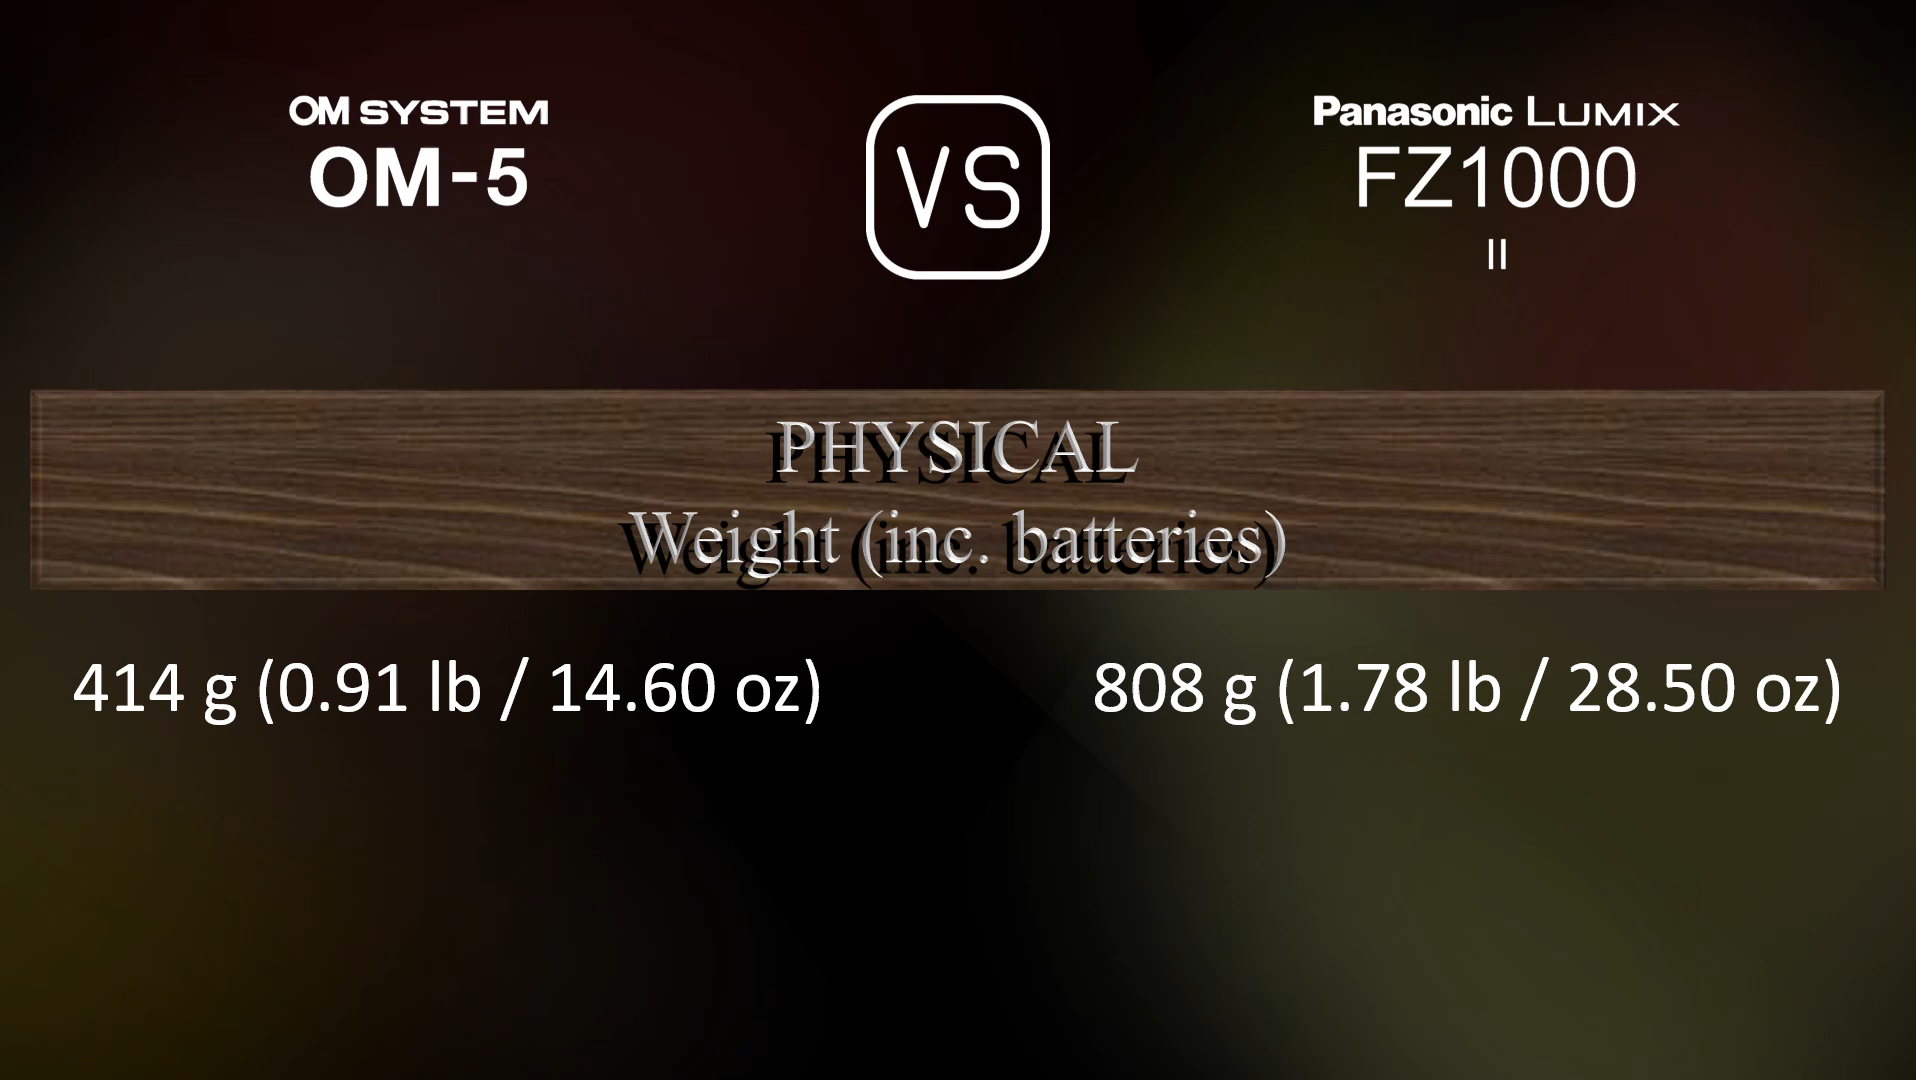 OM SYSTEM
OM-5
VS
Panasonic LUMIX
FZ1000
II
PHYSICAL
Weight (inc. batteries)
414 g (0.91 lb / 14.60 oz)
808 g (1.78 lb / 28.50 oz)